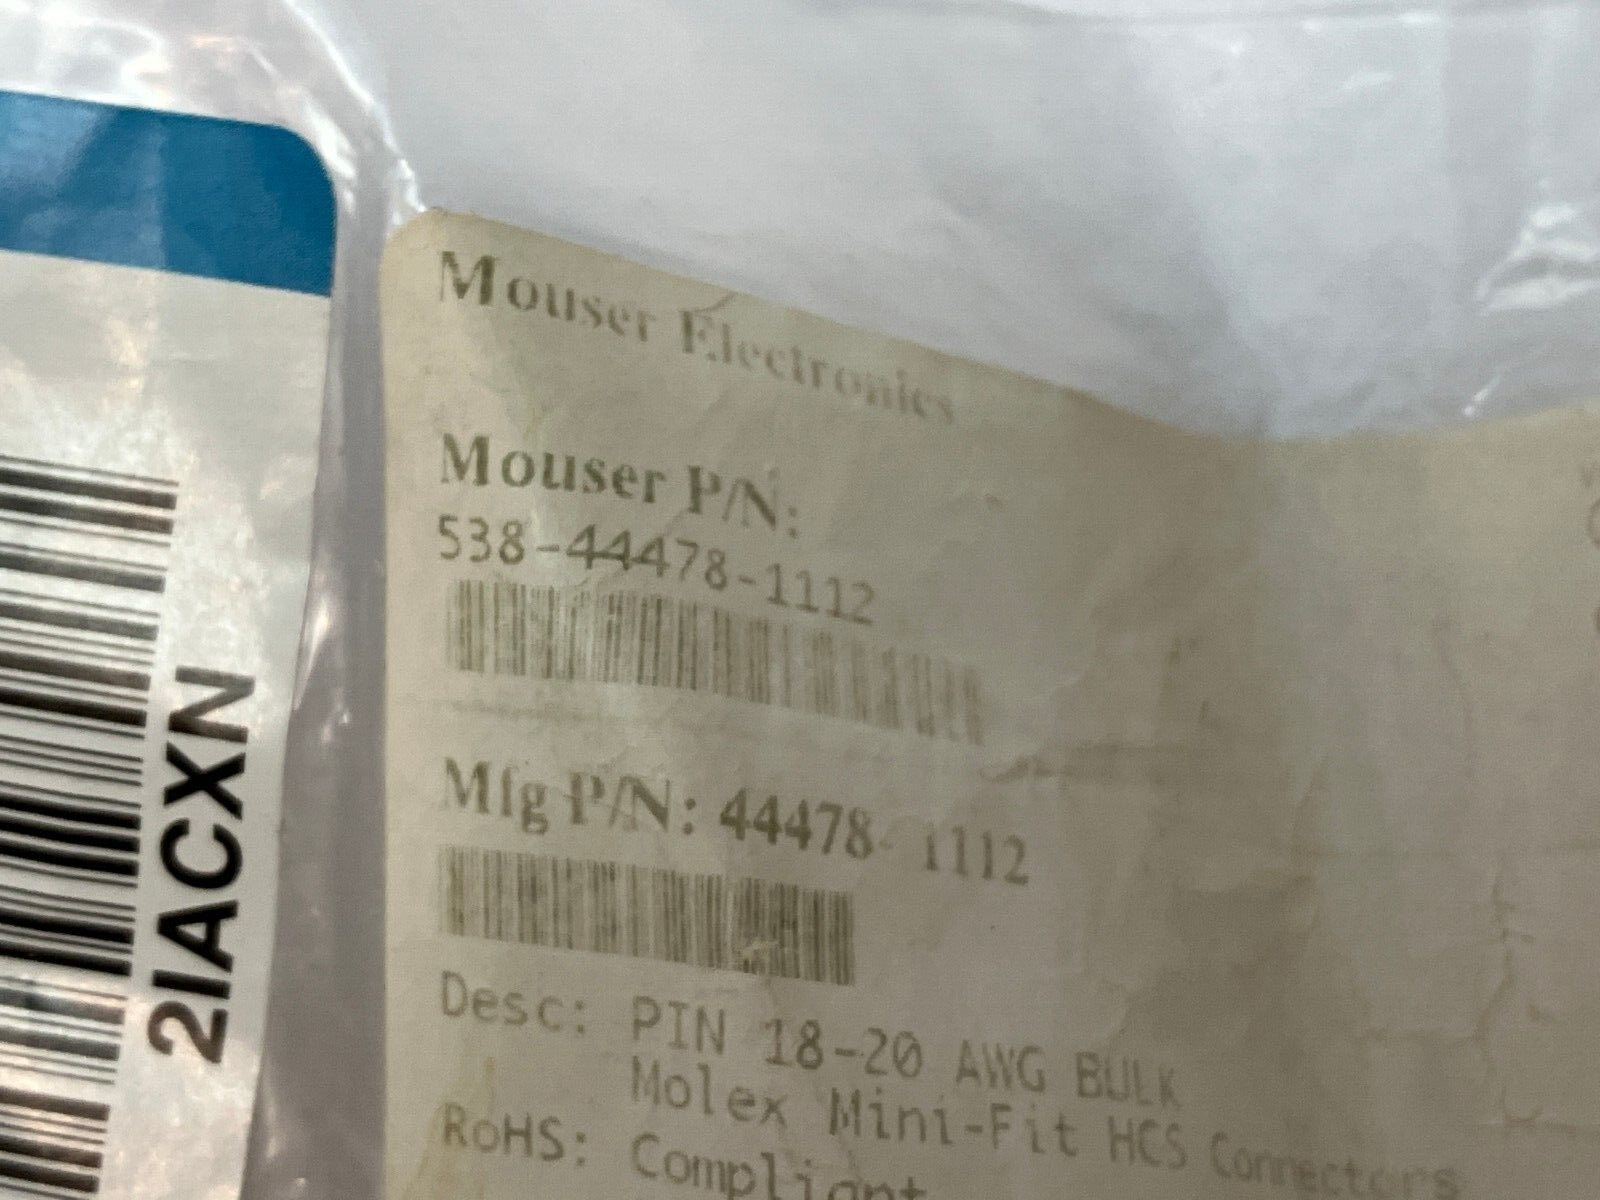 Mouser Electronics
Mouser P/N:
538-44478-1112
Mfg P/N: 44478- 1112
Desc: PIN 18-20 AWG BULK
Molex Mini-Fit HCS Connectors
RoHS: Compliant
2IACXN